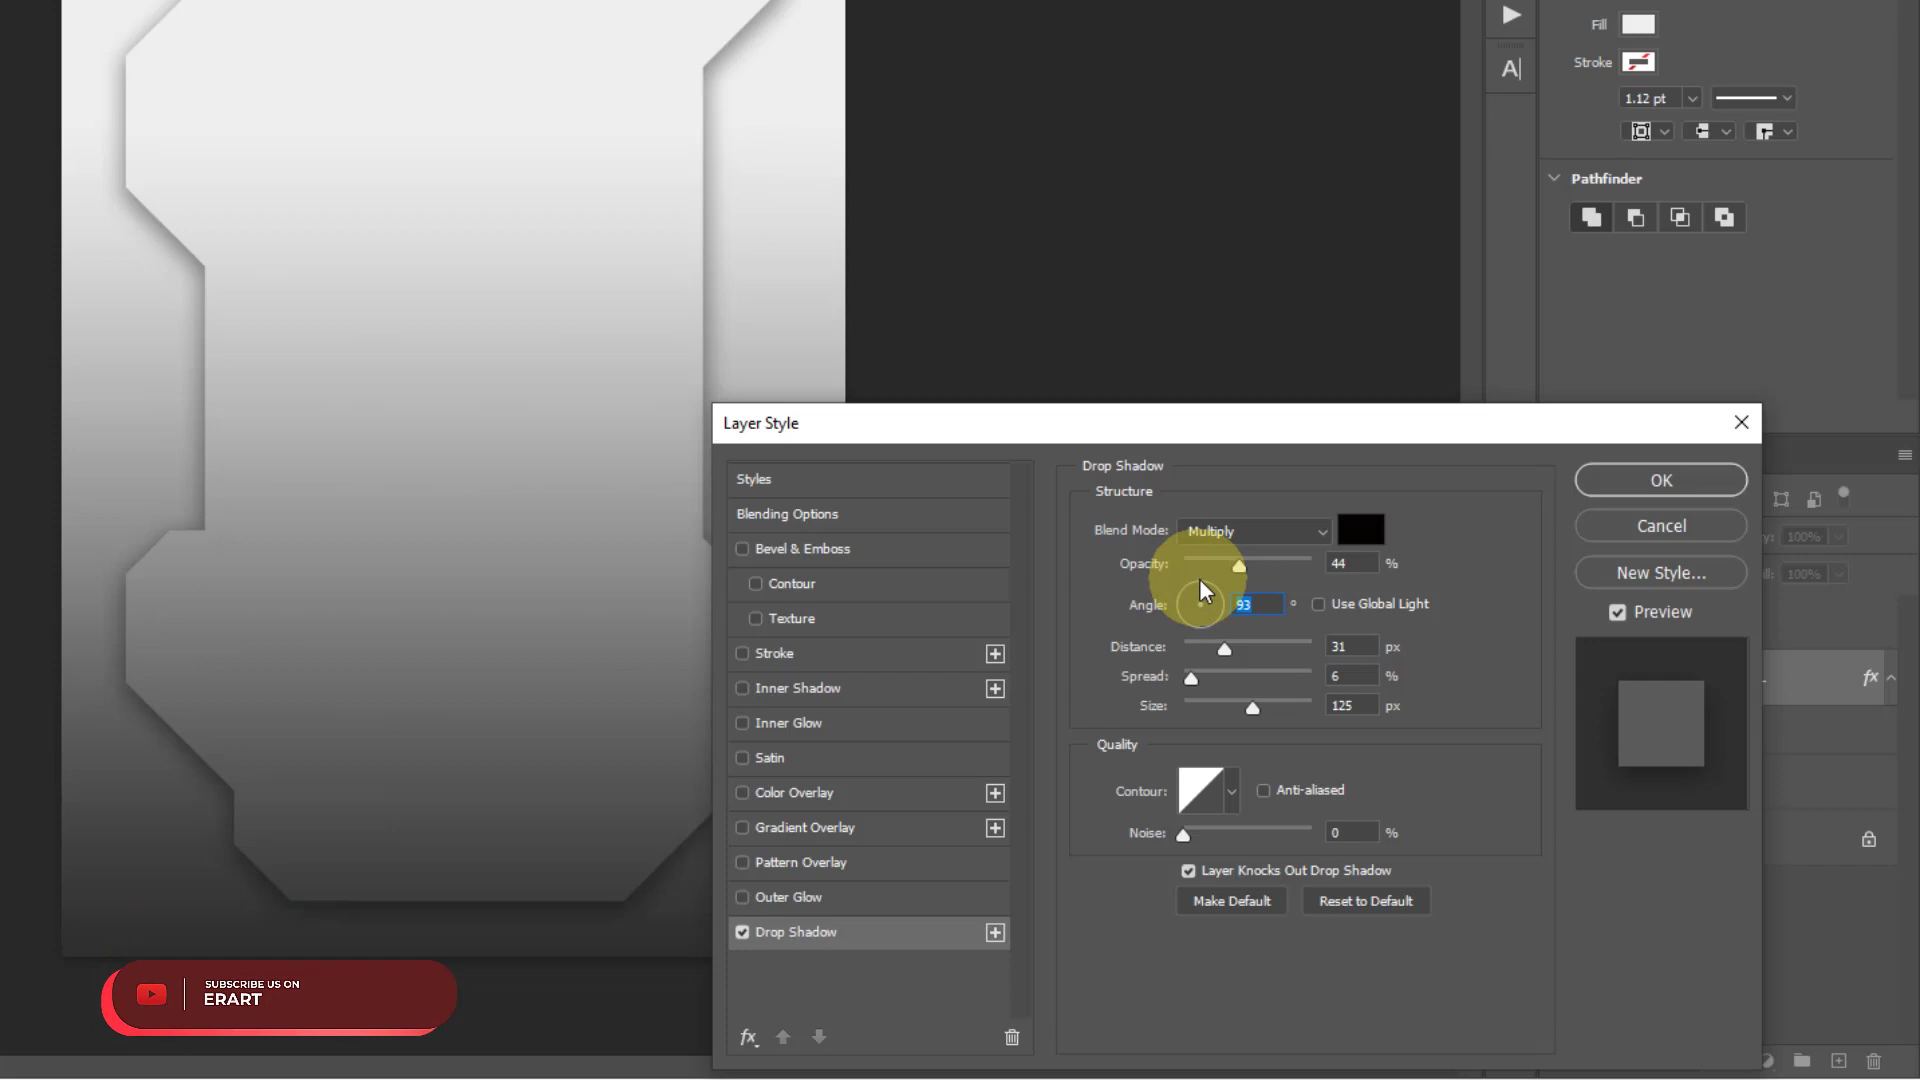 Fill
Stroke
1.12 pt
A|
Pathfinder
Layer Style
Styles
Blending Options
Bevel & Emboss
Contour
Texture
Stroke
Inner Shadow
Inner Glow
Satin
Color Overlay
Gradient Overlay
Pattern Overlay
Outer Glow
Drop Shadow
fx
Drop Shadow
Structure
Blend Mode: Multiply
Opacity: 44 %
Angle: 93 ° Use Global Light
Distance: 31 px
Spread: 6 %
Size: 125 px
Quality
Contour: Anti-aliased
Noise: 0 %
Layer Knocks Out Drop Shadow
Make Default Reset to Default
OK
Cancel
New Style...
Preview
100%
100%
fx
SUBSCRIBE US ON
ERART